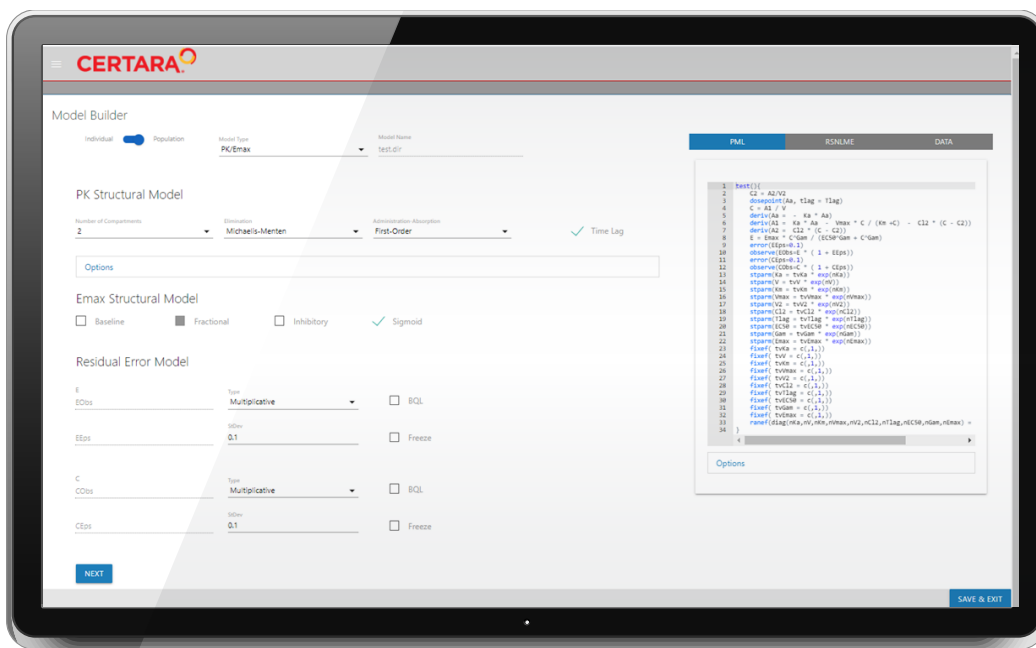 CERTARA
Model Builder
Individual Population
Model Type
PK/Emax
Model Name
test.dir
PK Structural Model
Number of Compartments
2
Elimination
Michaelis-Menten
Administration Absorption
First-Order
Time Lag
Options
Emax Structural Model
Baseline Fractional Inhibitory Sigmoid
Residual Error Model
E
EObs
Type
Multiplicative
BQL
EEps
StDev
0.1
Freeze
C
CObs
Type
Multiplicative
BQL
CEps
StDev
0.1
Freeze
NEXT
PML RSNLME DATA
1 test(){
2 C2 = A2/V2
3 dosepoint(Aa, tlag = Tlag)
4 C = A1 / V
5 deriv(Aa = - Ka * Aa)
6 deriv(A1 = Ka * Aa - Vmax * C / (Km +C) - Cl2 * (C - C2))
7 deriv(A2 = Cl2 * (C - C2))
8 E = Emax * C^Gam / (EC50^Gam + C^Gam)
9 error(EEps=0.1)
10 observe(EObs=E * ( 1 + EEps))
11 error(CEps=0.1)
12 observe(CObs=C * ( 1 + CEps))
13 stparm(Ka = tvKa * exp(nKa))
14 stparm(V = tvV * exp(nV))
15 stparm(Km = tvKm * exp(nKm))
16 stparm(Vmax = tvVmax * exp(nVmax))
17 stparm(V2 = tvV2 * exp(nV2))
18 stparm(Cl2 = tvCl2 * exp(nCl2))
19 stparm(Tlag = tvTlag * exp(nTlag))
20 stparm(EC50 = tvEC50 * exp(nEC50))
21 stparm(Gam = tvGam * exp(nGam))
22 stparm(Emax = tvEmax * exp(nEmax))
23 fixef( tvKa = c(,1,))
24 fixef( tvV = c(,1,))
25 fixef( tvKm = c(,1,))
26 fixef( tvVmax = c(,1,))
27 fixef( tvV2 = c(,1,))
28 fixef( tvCl2 = c(,1,))
29 fixef( tvTlag = c(,1,))
30 fixef( tvEC50 = c(,1,))
31 fixef( tvGam = c(,1,))
32 fixef( tvEmax = c(,1,))
33 ranef(diag(nKa,nV,nKm,nVmax,nV2,nCl2,nTlag,nEC50,nGam,nEmax) =
34 }
Options
SAVE & EXIT